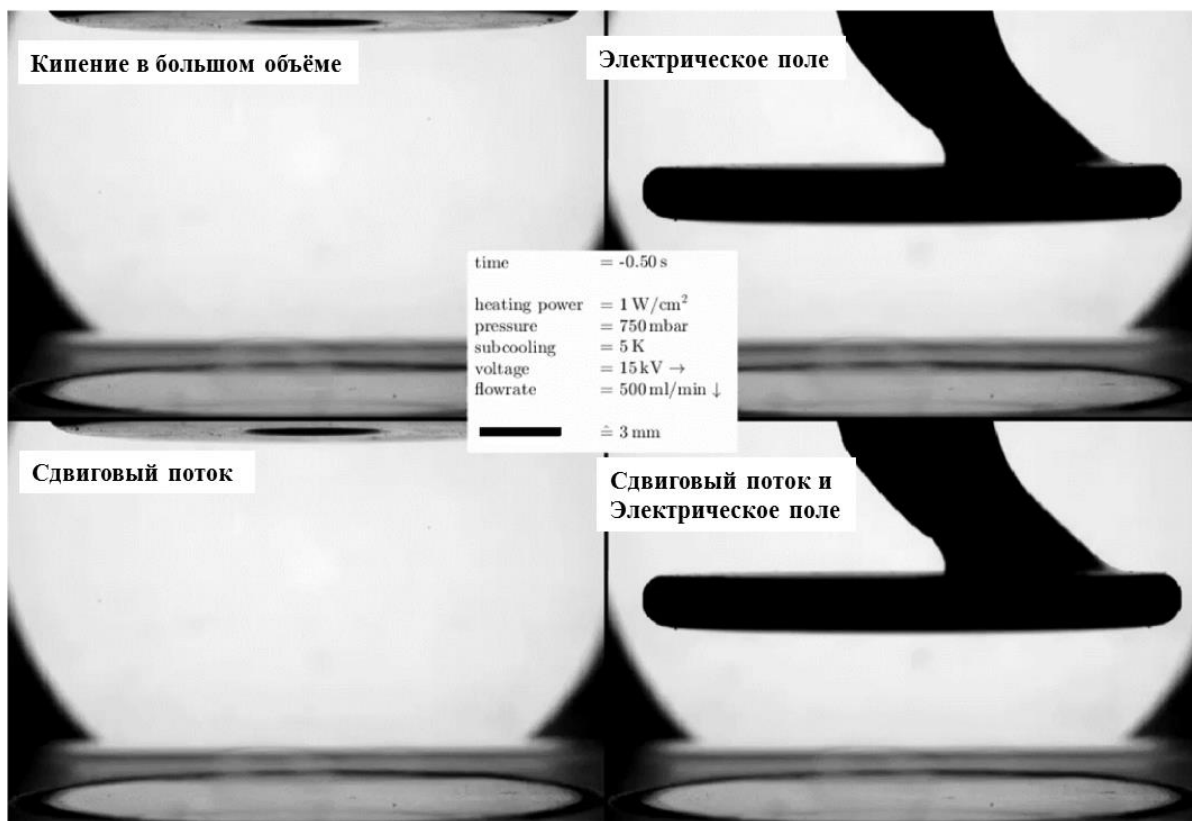 Кипение в большом объёме
Электрическое поле
time = -0.50 s
heating power = 1 W/cm²
pressure = 750 mbar
subcooling = 5 K
voltage = 15 kV →
flowrate = 500 ml/min ↓
≙ 3 mm
Сдвиговый поток
Сдвиговый поток и
Электрическое поле